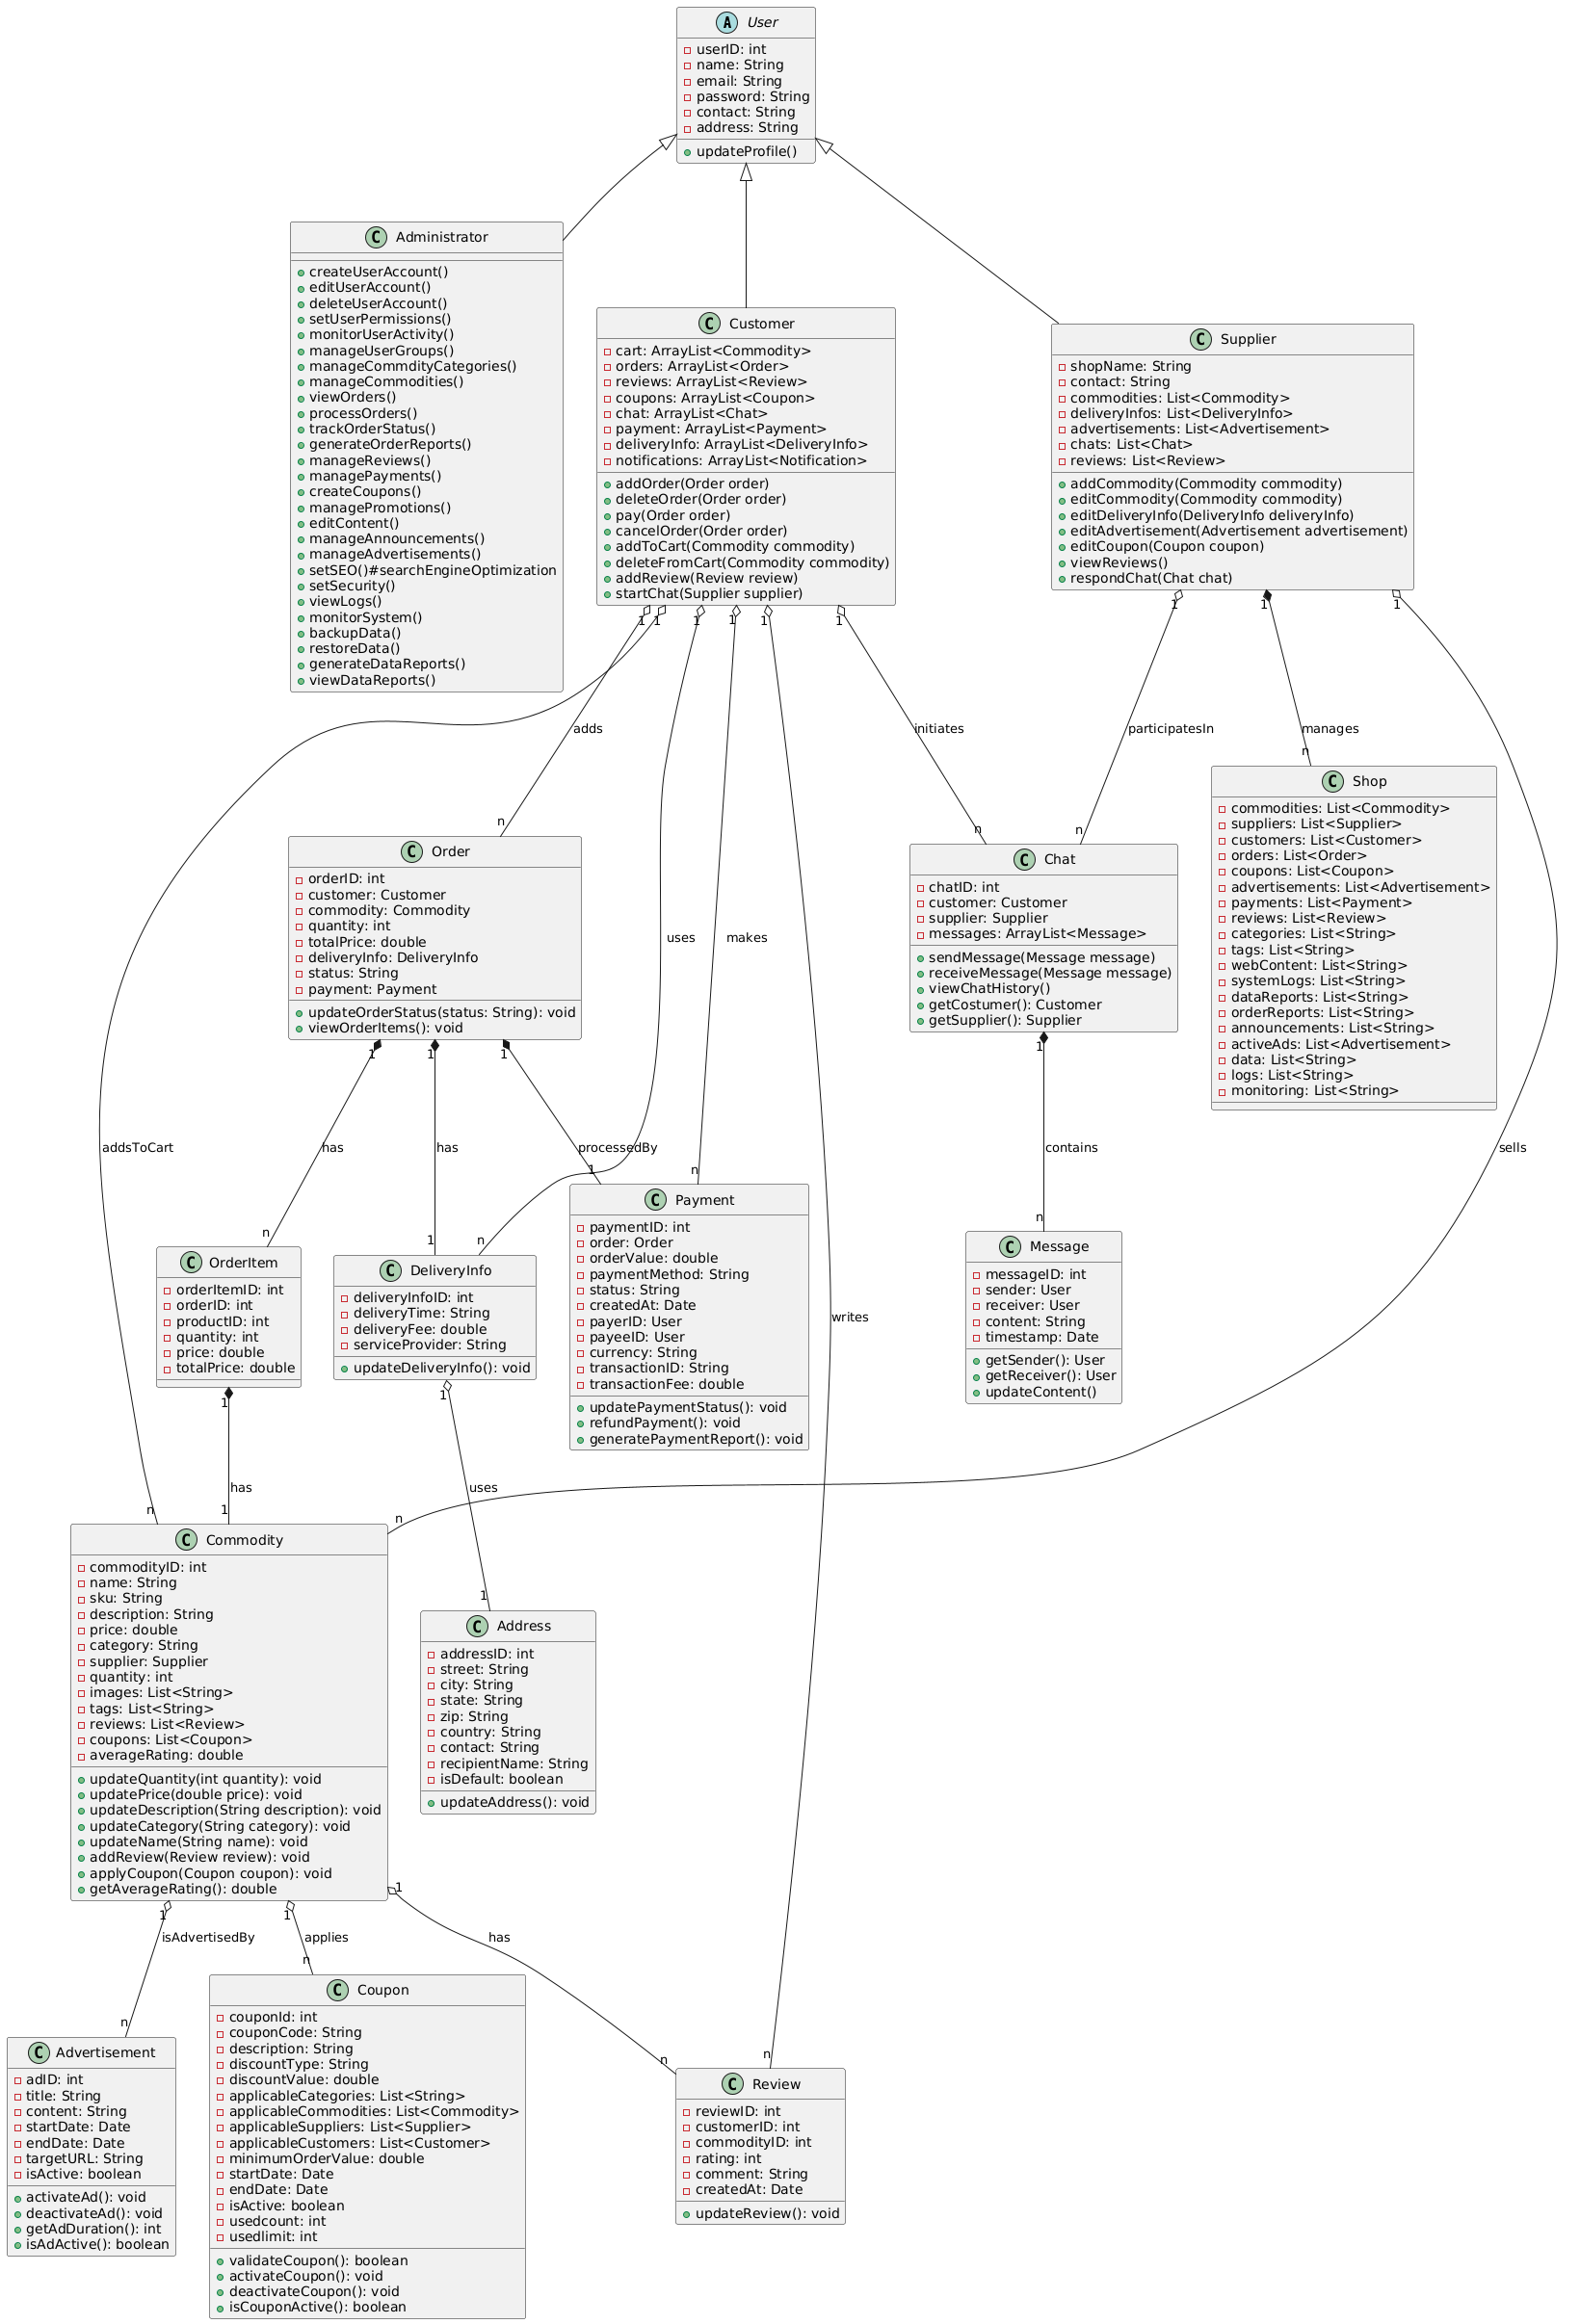 A User
userID: int
name: String
email: String
password: String
contact: String
address: String
updateProfile()
C Administrator
createUserAccount()
editUserAccount()
deleteUserAccount()
setUserPermissions()
monitorUserActivity()
manageUserGroups()
manageCommdityCategories()
manageCommodities()
viewOrders()
processOrders()
trackOrderStatus()
generateOrderReports()
manageReviews()
managePayments()
createCoupons()
managePromotions()
editContent()
manageAnnouncements()
manageAdvertisements()
setSEO()#searchEngineOptimization
setSecurity()
viewLogs()
monitorSystem()
backupData()
restoreData()
generateDataReports()
viewDataReports()
C Customer
cart: ArrayList<Commodity>
orders: ArrayList<Order>
reviews: ArrayList<Review>
coupons: ArrayList<Coupon>
chat: ArrayList<Chat>
payment: ArrayList<Payment>
deliveryInfo: ArrayList<DeliveryInfo>
notifications: ArrayList<Notification>
addOrder(Order order)
deleteOrder(Order order)
pay(Order order)
cancelOrder(Order order)
addToCart(Commodity commodity)
deleteFromCart(Commodity commodity)
addReview(Review review)
startChat(Supplier supplier)
C Supplier
shopName: String
contact: String
commodities: List<Commodity>
deliveryInfos: List<DeliveryInfo>
advertisements: List<Advertisement>
chats: List<Chat>
reviews: List<Review>
addCommodity(Commodity commodity)
editCommodity(Commodity commodity)
editDeliveryInfo(DeliveryInfo deliveryInfo)
editAdvertisement(Advertisement advertisement)
editCoupon(Coupon coupon)
viewReviews()
respondChat(Chat chat)
1 1 1 1 1 1 1 1 1
adds
initiates
participatesIn
manages
n
uses
makes
n
n
n
C Order
orderID: int
customer: Customer
commodity: Commodity
quantity: int
totalPrice: double
deliveryInfo: DeliveryInfo
status: String
payment: Payment
updateOrderStatus(status: String): void
viewOrderItems(): void
C Chat
chatID: int
customer: Customer
supplier: Supplier
messages: ArrayList<Message>
sendMessage(Message message)
receiveMessage(Message message)
viewChatHistory()
getCostumer(): Customer
getSupplier(): Supplier
C Shop
commodities: List<Commodity>
suppliers: List<Supplier>
customers: List<Customer>
orders: List<Order>
coupons: List<Coupon>
advertisements: List<Advertisement>
payments: List<Payment>
reviews: List<Review>
categories: List<String>
tags: List<String>
webContent: List<String>
systemLogs: List<String>
dataReports: List<String>
orderReports: List<String>
announcements: List<String>
activeAds: List<Advertisement>
data: List<String>
logs: List<String>
monitoring: List<String>
1 1 1 1
addsToCart
has
has
processedBy
contains
sells
1 n
n 1 n n
C OrderItem
orderItemID: int
orderID: int
productID: int
quantity: int
price: double
totalPrice: double
C DeliveryInfo
deliveryInfoID: int
deliveryTime: String
deliveryFee: double
serviceProvider: String
updateDeliveryInfo(): void
C Payment
paymentID: int
order: Order
orderValue: double
paymentMethod: String
status: String
createdAt: Date
payerID: User
payeeID: User
currency: String
transactionID: String
transactionFee: double
updatePaymentStatus(): void
refundPayment(): void
generatePaymentReport(): void
writes
C Message
messageID: int
sender: User
receiver: User
content: String
timestamp: Date
getSender(): User
getReceiver(): User
updateContent()
1 1
has
uses
n 1 n
1
C Commodity
commodityID: int
name: String
sku: String
description: String
price: double
category: String
supplier: Supplier
quantity: int
images: List<String>
tags: List<String>
reviews: List<Review>
coupons: List<Coupon>
averageRating: double
updateQuantity(int quantity): void
updatePrice(double price): void
updateDescription(String description): void
updateCategory(String category): void
updateName(String name): void
addReview(Review review): void
applyCoupon(Coupon coupon): void
getAverageRating(): double
C Address
addressID: int
street: String
city: String
state: String
zip: String
country: String
contact: String
recipientName: String
isDefault: boolean
updateAddress(): void
1 1 1
isAdvertisedBy
applies
has
n n n n
C Advertisement
adID: int
title: String
content: String
startDate: Date
endDate: Date
targetURL: String
isActive: boolean
activateAd(): void
deactivateAd(): void
getAdDuration(): int
isAdActive(): boolean
C Coupon
couponId: int
couponCode: String
description: String
discountType: String
discountValue: double
applicableCategories: List<String>
applicableCommodities: List<Commodity>
applicableSuppliers: List<Supplier>
applicableCustomers: List<Customer>
minimumOrderValue: double
startDate: Date
endDate: Date
isActive: boolean
usedcount: int
usedlimit: int
validateCoupon(): boolean
activateCoupon(): void
deactivateCoupon(): void
isCouponActive(): boolean
C Review
reviewID: int
customerID: int
commodityID: int
rating: int
comment: String
createdAt: Date
updateReview(): void